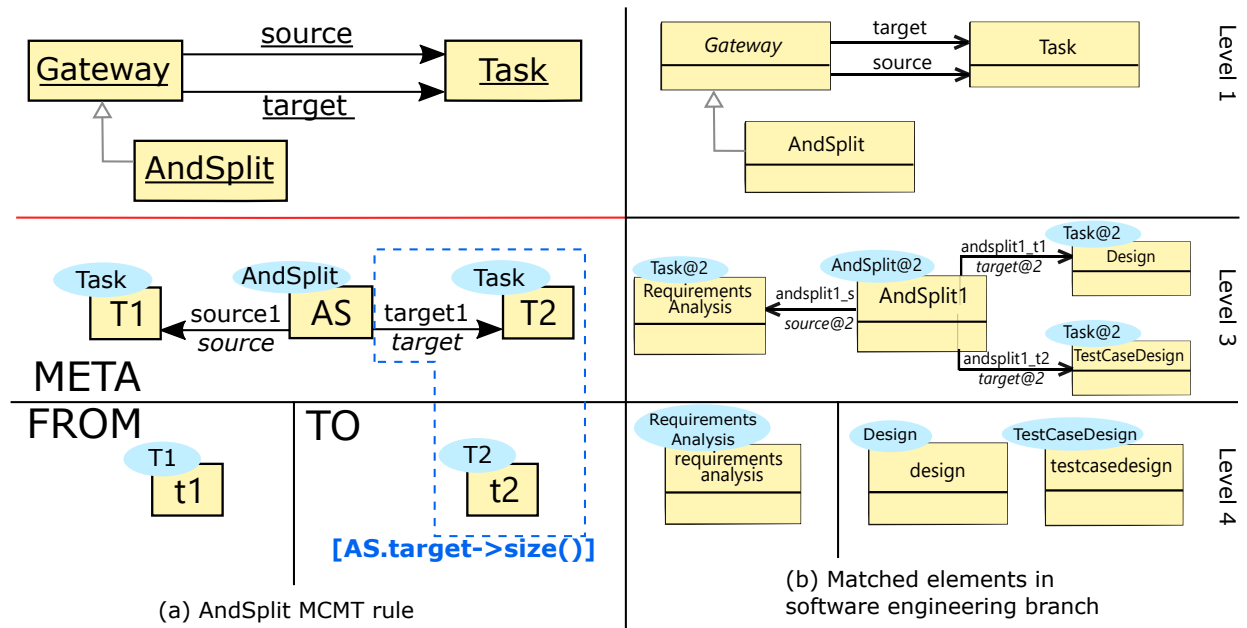 source
Gateway
Task
target
AndSplit
Task
AndSplit
Task
T1
source1
source
AS
target1
target
T2
META
FROM
TO
T1
t1
T2
t2
[AS.target->size()]
(a) AndSplit MCMT rule
Gateway
target
source
Task
AndSplit
Level 1
Task@2
Requirements
Analysis
andsplit1_s
source@2
AndSplit@2
AndSplit1
andsplit1_t1
target@2
Task@2
Design
andsplit1_t2
target@2
Task@2
TestCaseDesign
Level 3
Requirements
Analysis
requirements
analysis
Design
design
TestCaseDesign
testcasedesign
Level 4
(b) Matched elements in
software engineering branch